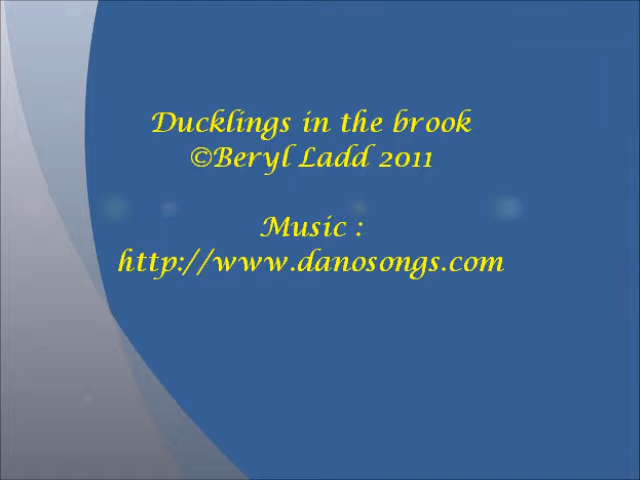 Ducklings in the brook
©Beryl Ladd 2011
Music :
http://www.danosongs.com